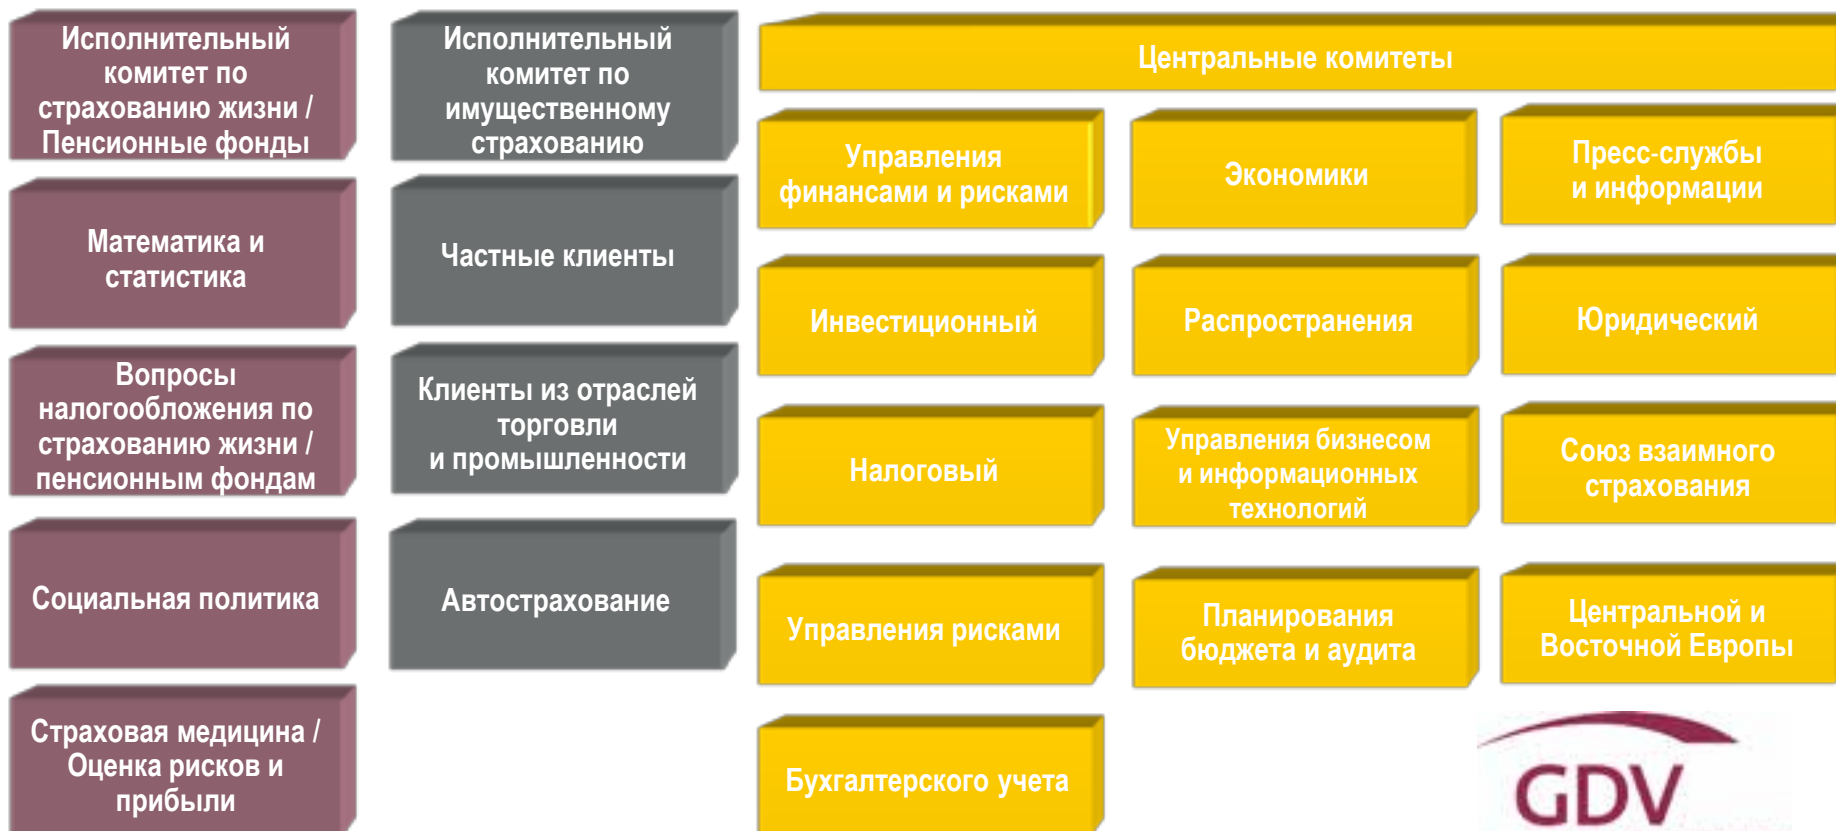 Исполнительный
комитет по
страхованию жизни /
Пенсионные фонды
Математика и
статистика
Вопросы
налогообложения по
страхованию жизни /
пенсионным фондам
Социальная политика
Страховая медицина /
Оценка рисков и
прибыли
Исполнительный
комитет по
имущественному
страхованию
Частные клиенты
Клиенты из отраслей
торговли
и промышленности
Автострахование
Центральные комитеты
Управления
финансами и рисками
Инвестиционный
Налоговый
Управления рисками
Бухгалтерского учета
Экономики
Распространения
Управления бизнесом
и информационных
технологий
Планирования
бюджета и аудита
Пресс-службы
и информации
Юридический
Союз взаимного
страхования
Центральной и
Восточной Европы
GDV